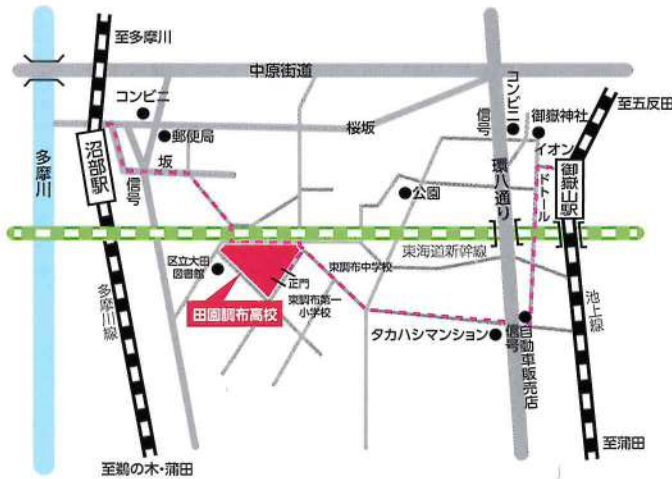 至多摩川
中原街道
コンビニ
郵便局
桜坂
沼部駅
坂
信号
多摩川
コンビニ
信号
御嶽神社
イオン
至五反田
環八通り
ドトール
御嶽山駅
公園
東海道新幹線
区立大田
図書館
東調布中学校
正門
田園調布高校
東調布第一
小学校
多摩川線
池上線
タカハシマンション
信号
自動車販売店
至鵜の木・蒲田
至蒲田